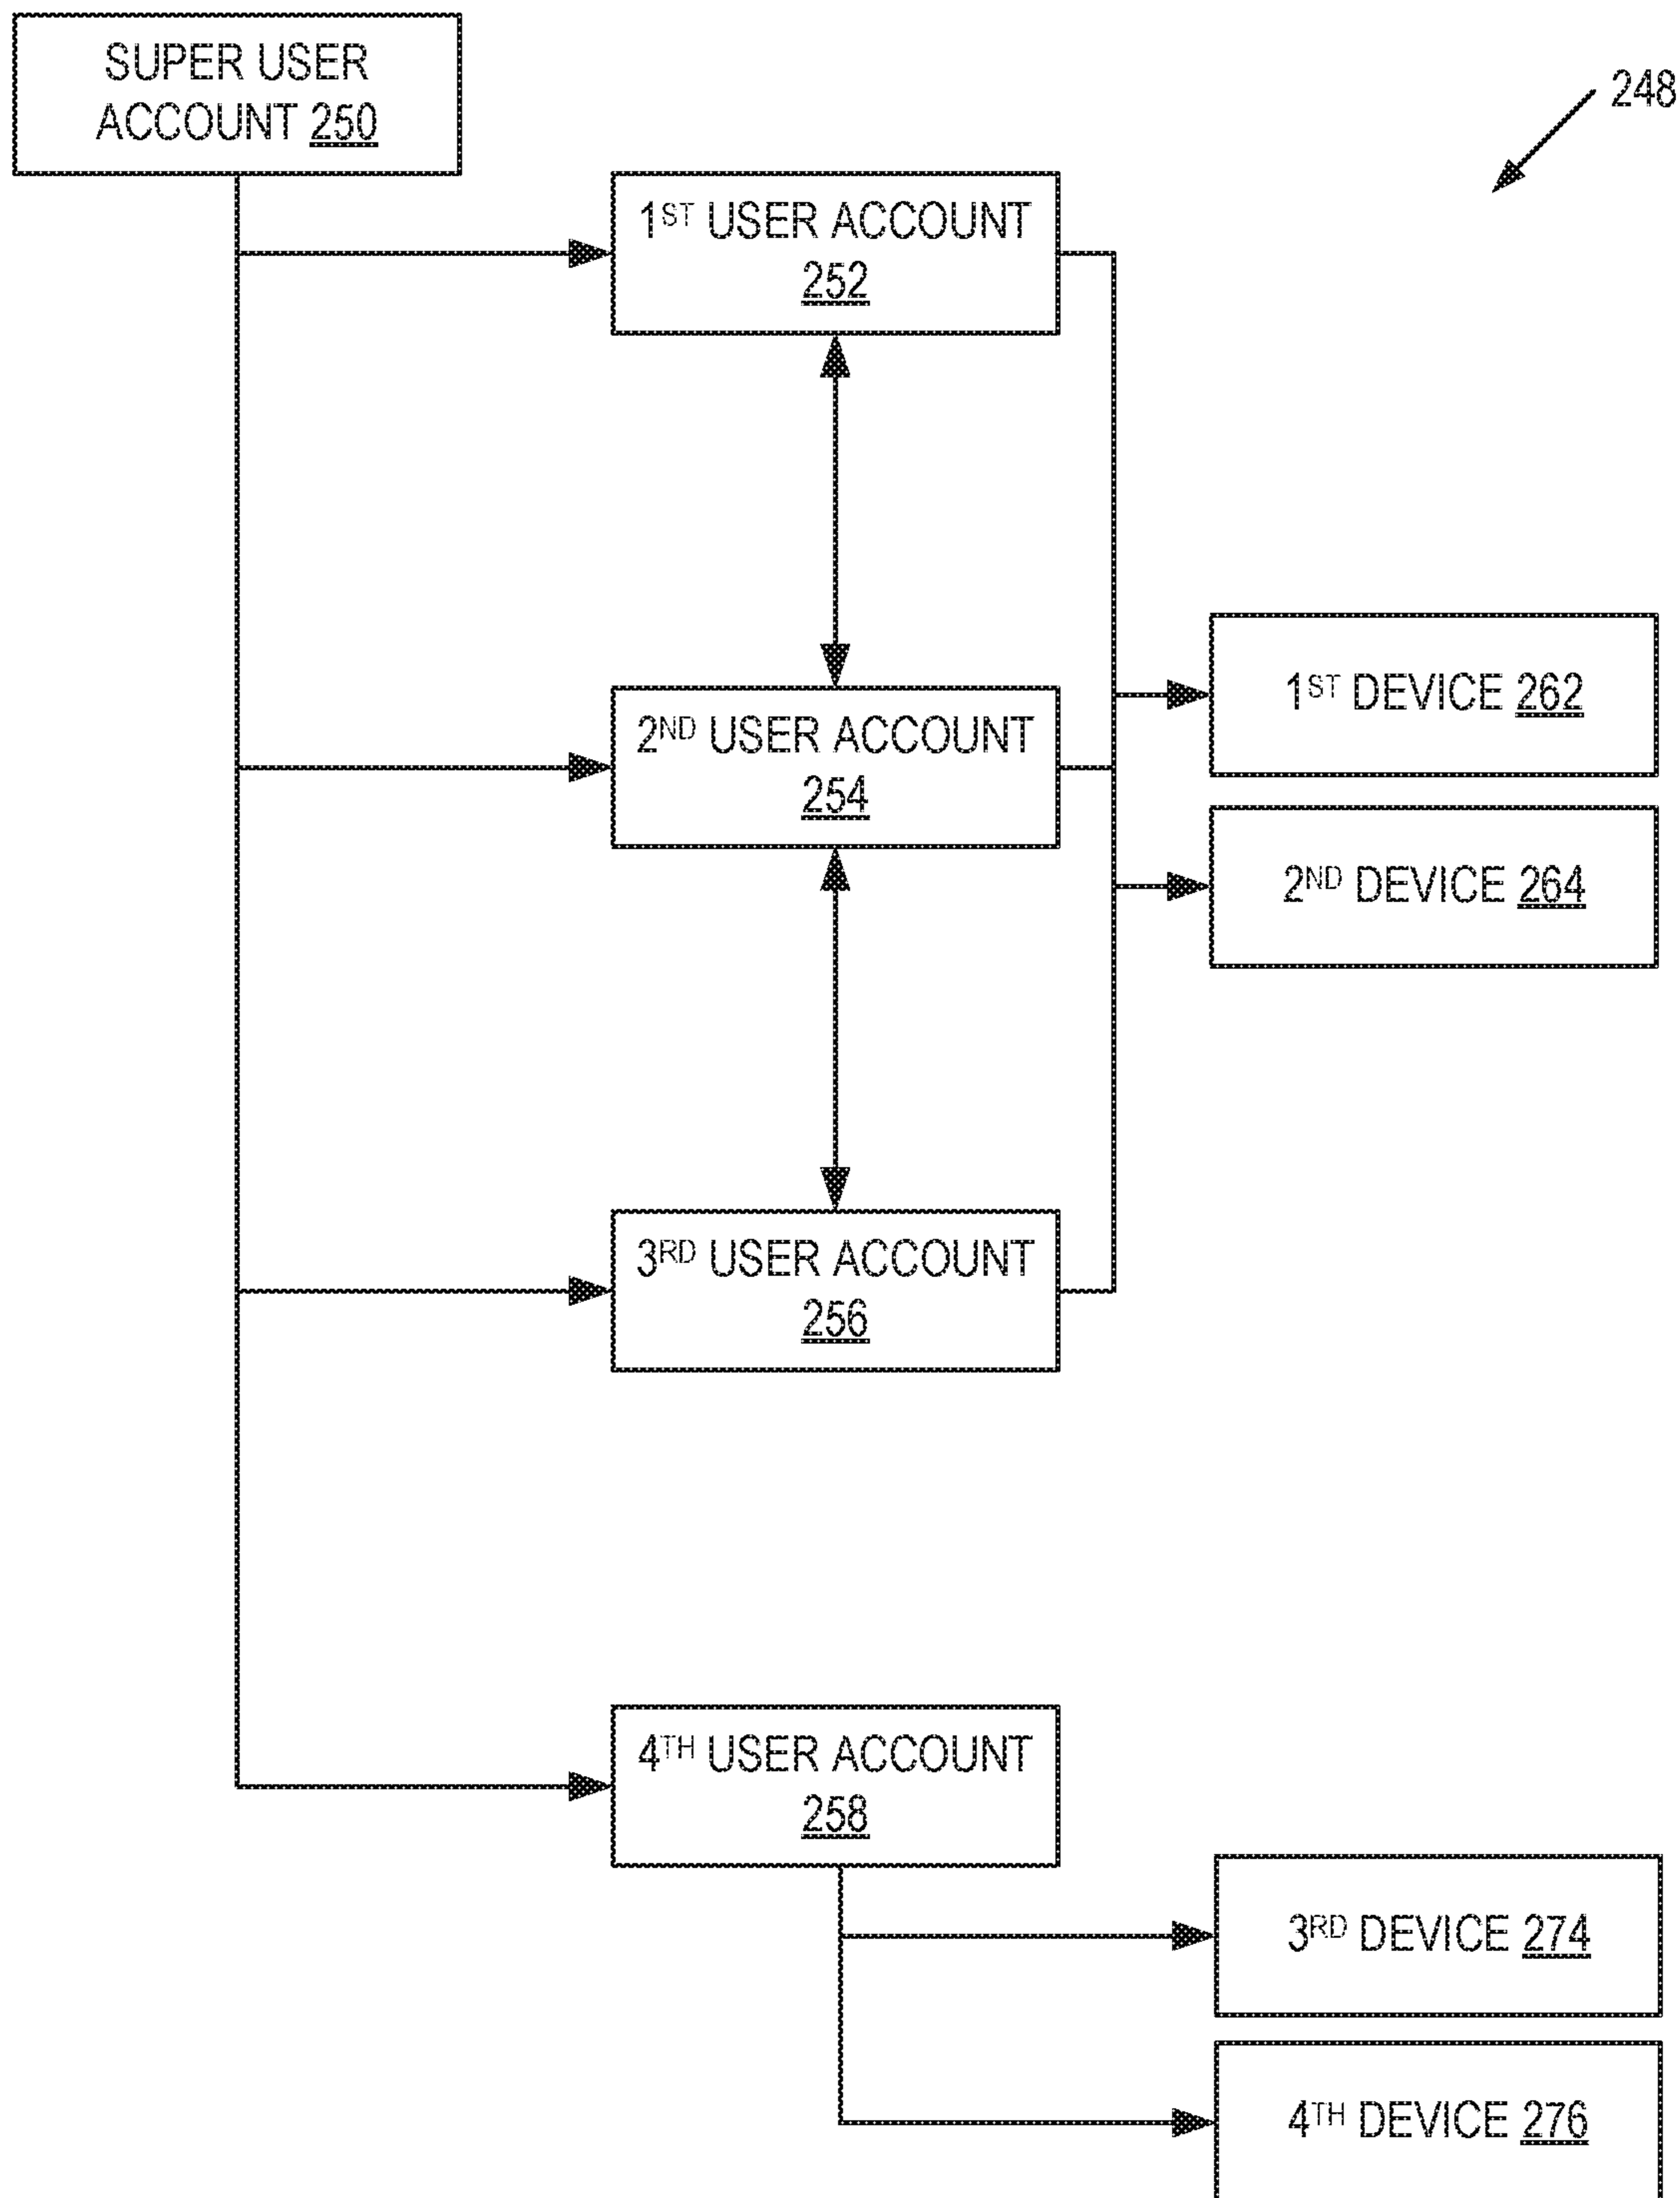 SUPER USER
ACCOUNT 250
248
1ST USER ACCOUNT
252
1ST DEVICE 262
2ND USER ACCOUNT
254
2ND DEVICE 264
3RD USER ACCOUNT
256
4TH USER ACCOUNT
258
3RD DEVICE 274
4TH DEVICE 276